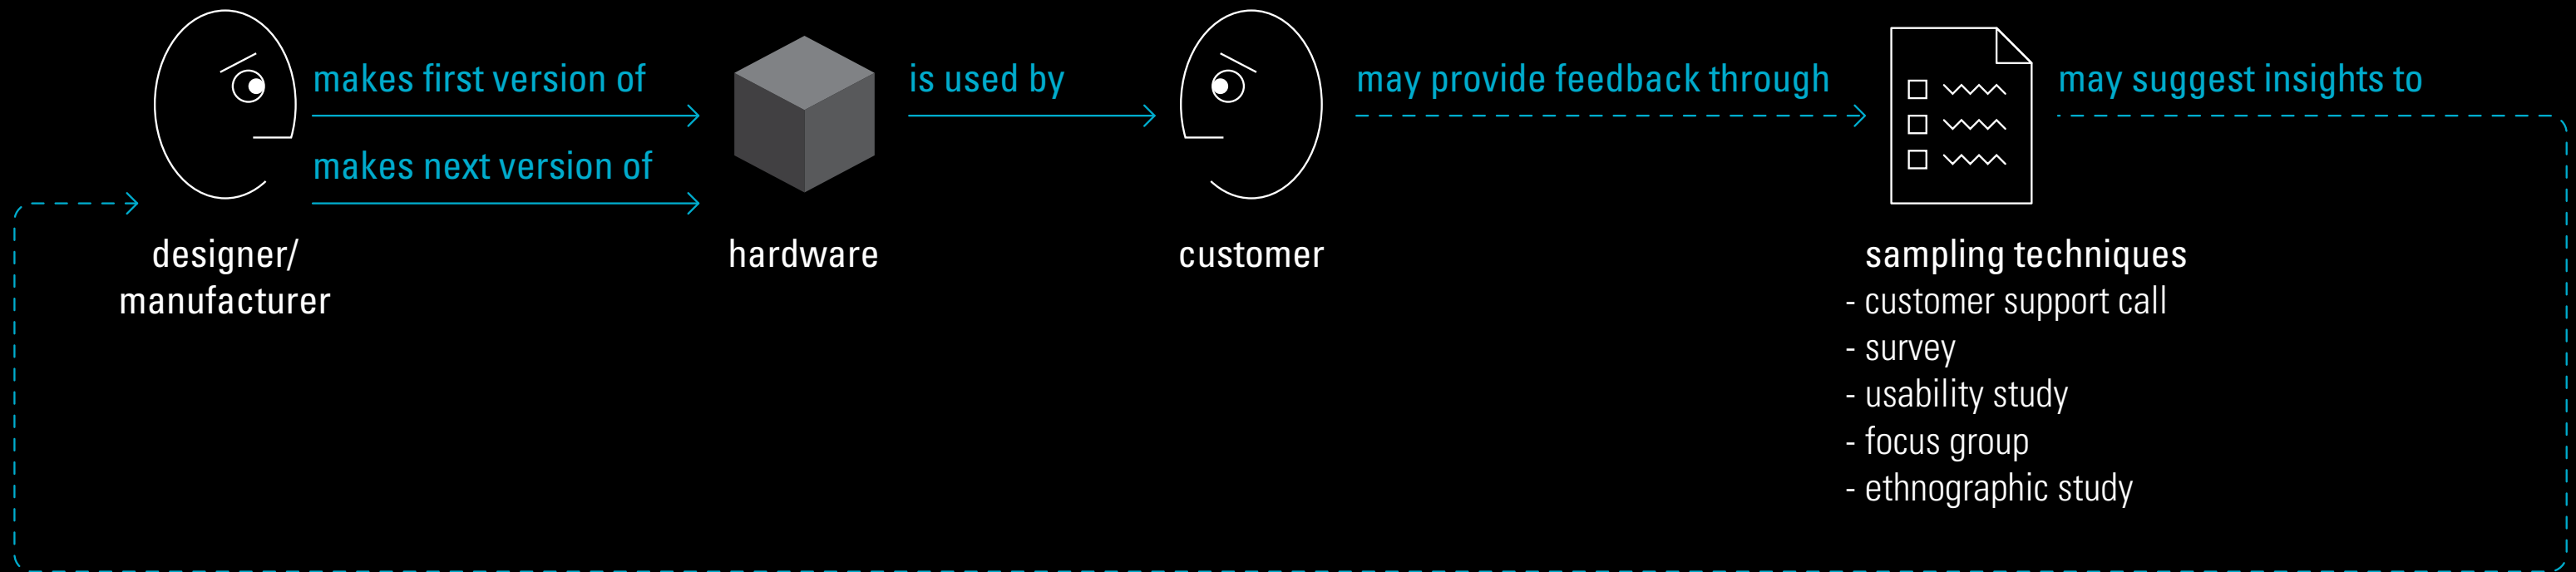 makes first version of
is used by
may provide feedback through
may suggest insights to
makes next version of
designer/
manufacturer
hardware
customer
sampling techniques
- customer support call
- survey
- usability study
- focus group
- ethnographic study